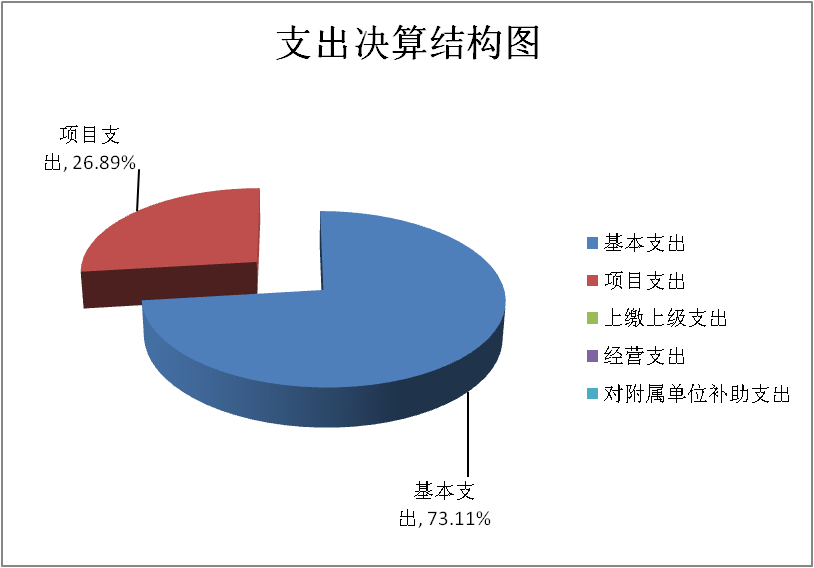 支出决算结构图
项目支
出, 26.89%
基本支出
项目支出
上缴上级支出
经营支出
对附属单位补助支出
基本支
出, 73.11%